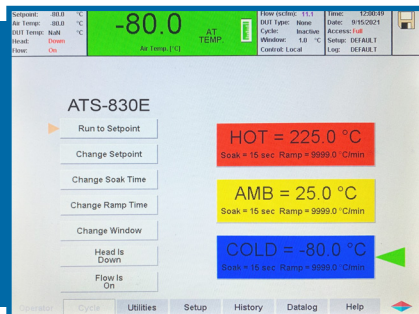 Setpoint: -80.0 °C
Air Temp: -80.0 °C
DUT Temp: NaN °C
Head: Down
Flow: On
-80.0
AT TEMP.
Air Temp. [°C]
Flow (scfm): 11.1
DUT Type: None
Cycle: Inactive
Window: 1.0 °C
Control: Local
Time: 12:00:49
Date: 9/15/2021
Access: Full
Setup: DEFAULT
Log: DEFAULT
ATS-830E
Run to Setpoint
Change Setpoint
Change Soak Time
Change Ramp Time
Change Window
Head Is
Down
Flow Is
On
HOT = 225.0 °C
Soak = 15 sec Ramp = 9999.0 °C/min
AMB = 25.0 °C
Soak = 15 sec Ramp = 9999.0 °C/min
COLD = -80.0 °C
Soak = 15 sec Ramp = 9999.0 °C/min
Operator Cycle Utilities Setup History Datalog Help